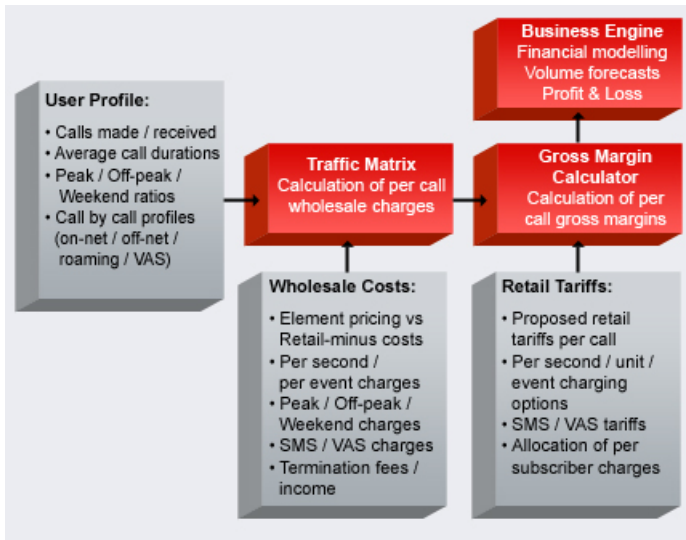 Business Engine
Financial modelling
Volume forecasts
Profit & Loss
User Profile:
• Calls made / received
• Average call durations
• Peak / Off-peak /
Weekend ratios
• Call by call profiles
(on-net / off-net /
roaming / VAS)
Traffic Matrix
Calculation of per call
wholesale charges
Gross Margin
Calculator
Calculation of per
call gross margins
Wholesale Costs:
• Element pricing vs
Retail-minus costs
• Per second /
per event charges
• Peak / Off-peak /
Weekend charges
• SMS / VAS charges
• Termination fees /
income
Retail Tariffs:
• Proposed retail
tariffs per call
• Per second / unit /
event charging
options
• SMS / VAS tariffs
• Allocation of per
subscriber charges